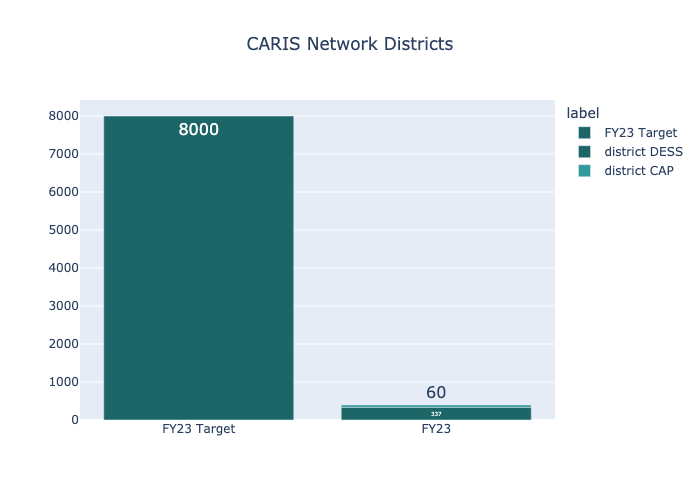 CARIS Network Districts
8000
7000
6000
5000
4000
3000
2000
1000
0
8000
60
337
FY23 Target
FY23
label
FY23 Target
district DESS
district CAP